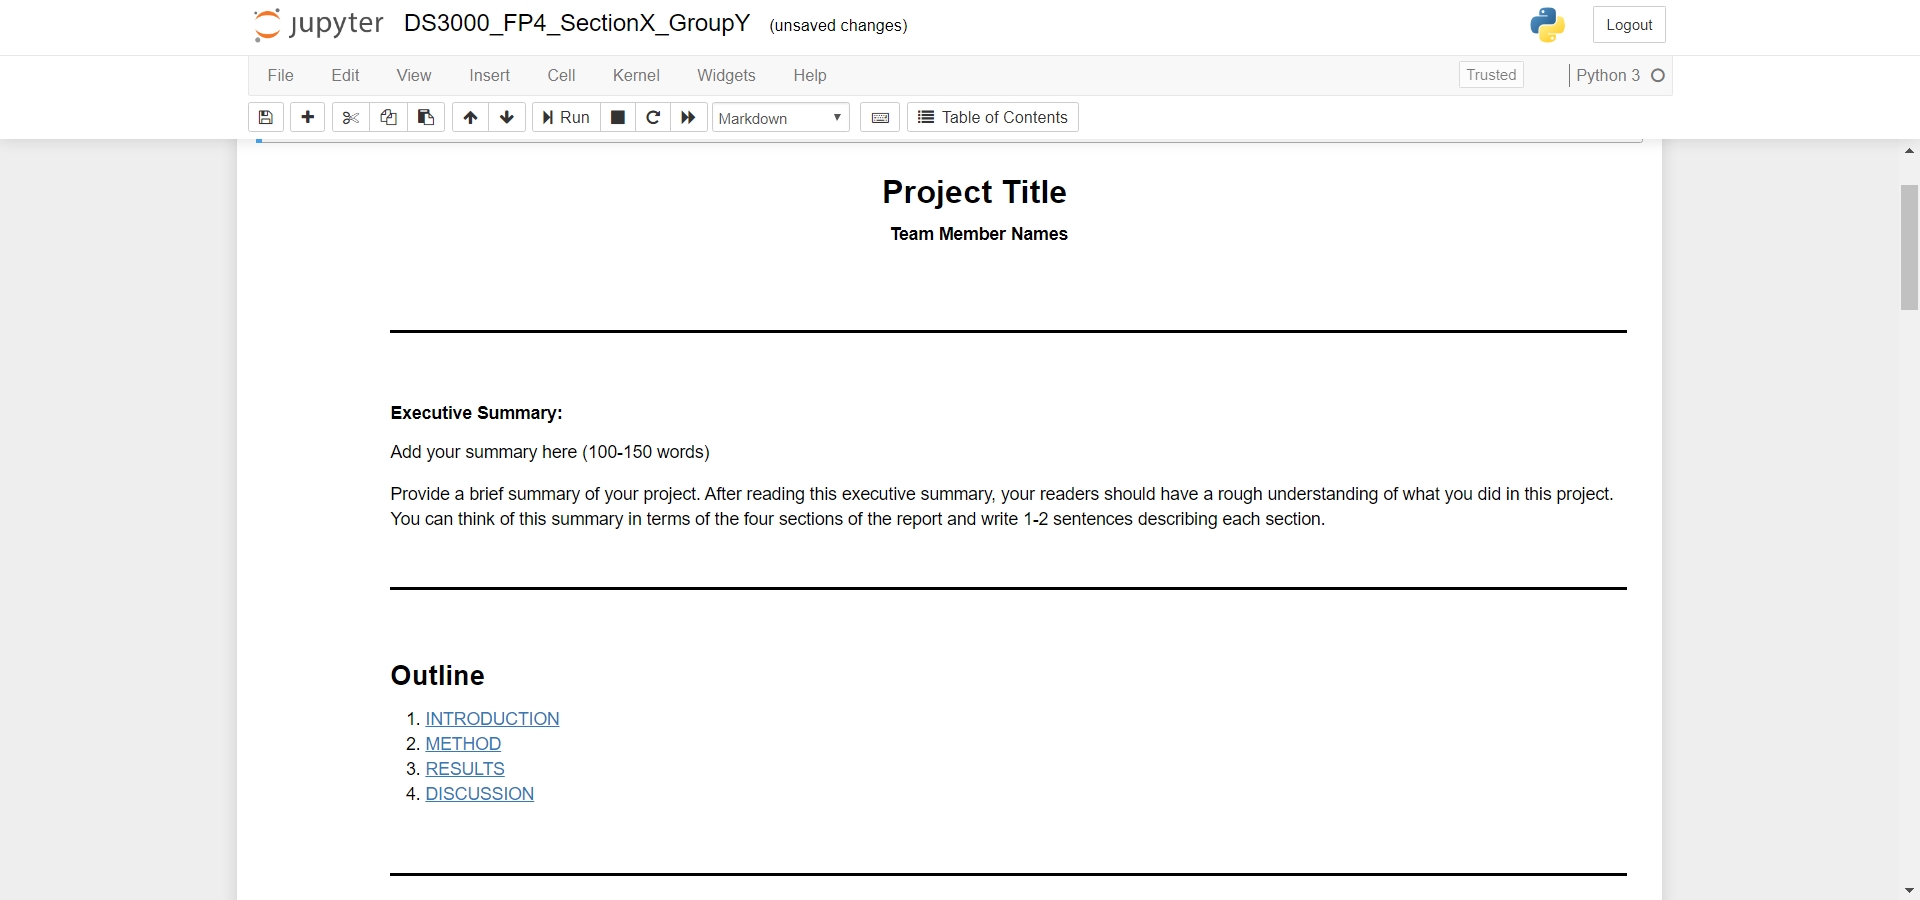 jupyter DS3000_FP4_SectionX_GroupY (unsaved changes) Logout
File Edit View Insert Cell Kernel Widgets Help Trusted Python 3
Run Markdown Table of Contents
Project Title
Team Member Names
Executive Summary:
Add your summary here (100-150 words)
Provide a brief summary of your project. After reading this executive summary, your readers should have a rough understanding of what you did in this project.
You can think of this summary in terms of the four sections of the report and write 1-2 sentences describing each section.
Outline
1. INTRODUCTION
2. METHOD
3. RESULTS
4. DISCUSSION